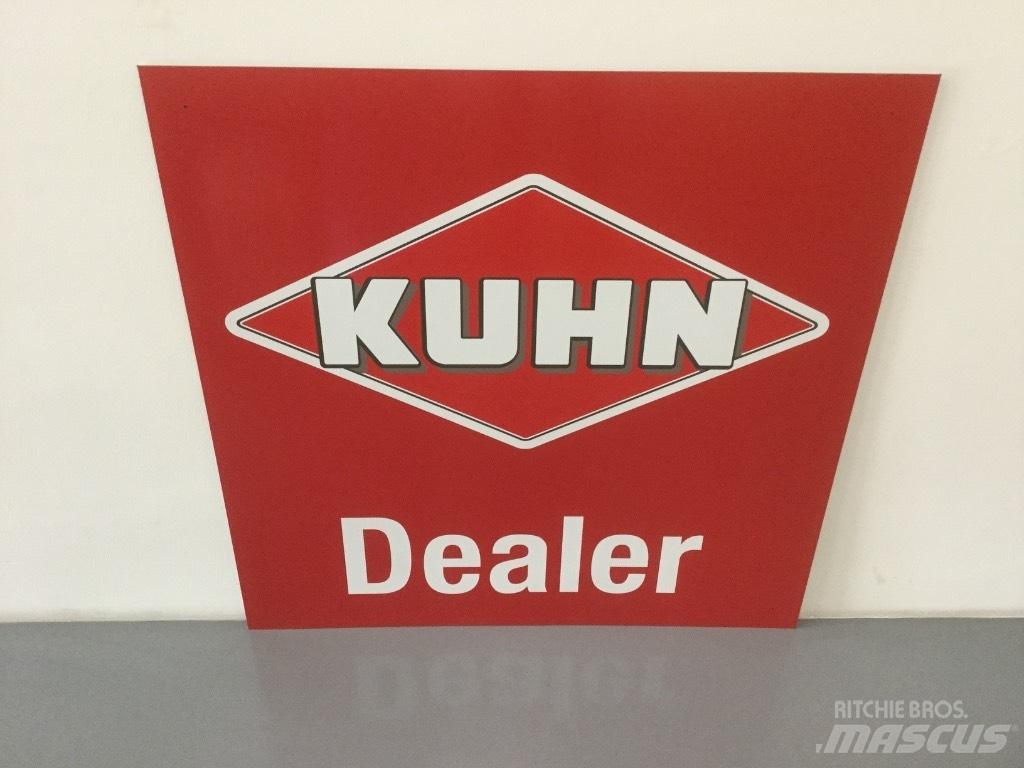 KUHN
Dealer
RITCHIE BROS.
MASCUS